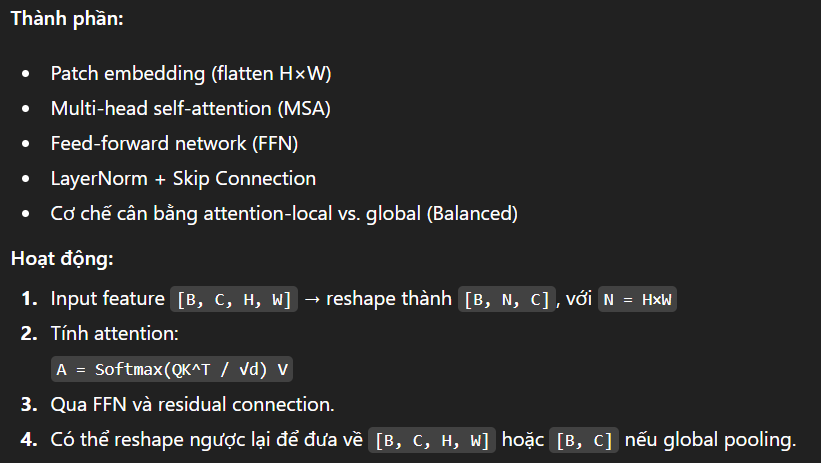 Thành phần:
• Patch embedding (flatten H×W)
• Multi-head self-attention (MSA)
• Feed-forward network (FFN)
• LayerNorm + Skip Connection
• Cơ chế cân bằng attention-local vs. global (Balanced)
Hoạt động:
1. Input feature [B, C, H, W] → reshape thành [B, N, C], với N = H×W
2. Tính attention:
A = Softmax(QK^T / √d) V
3. Qua FFN và residual connection.
4. Có thể reshape ngược lại để đưa về [B, C, H, W] hoặc [B, C] nếu global pooling.